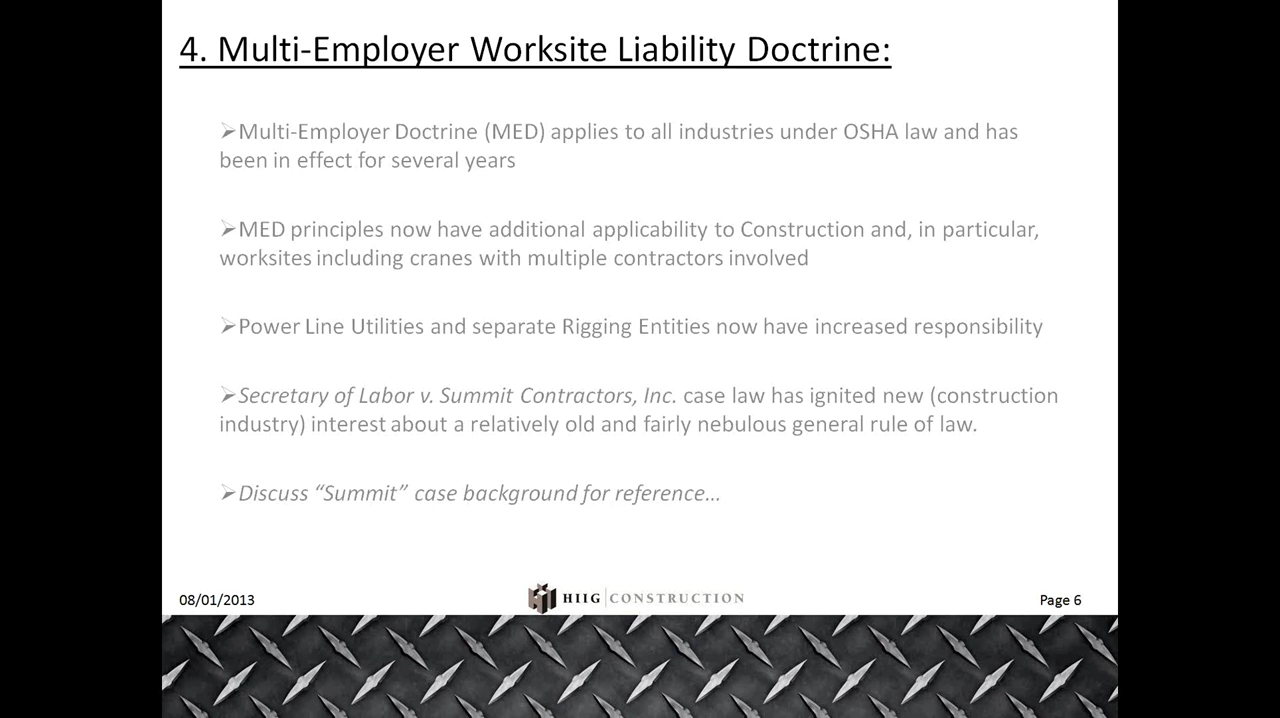 4. Multi-Employer Worksite Liability Doctrine:
➢Multi-Employer Doctrine (MED) applies to all industries under OSHA law and has
been in effect for several years
➢MED principles now have additional applicability to Construction and, in particular,
worksites including cranes with multiple contractors involved
➢Power Line Utilities and separate Rigging Entities now have increased responsibility
➢Secretary of Labor v. Summit Contractors, Inc. case law has ignited new (construction
industry) interest about a relatively old and fairly nebulous general rule of law.
➢Discuss “Summit” case background for reference…
08/01/2013
HIIG CONSTRUCTION
Page 6